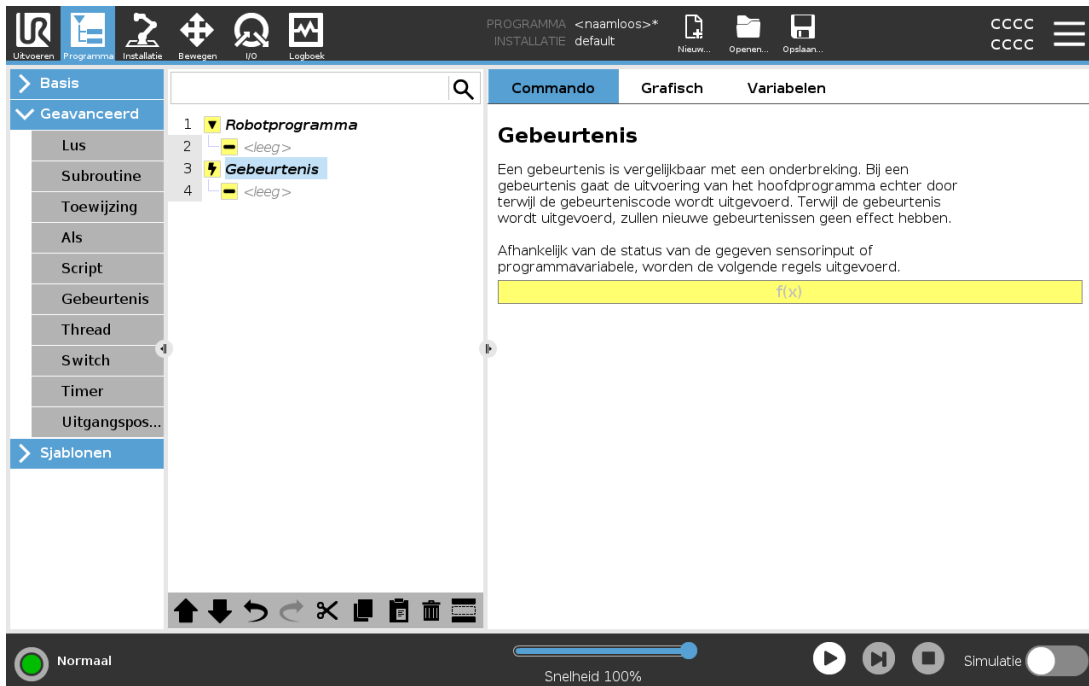 PROGRAMMA <naamloos>*
INSTALLATIE default
Uitvoeren Programma Installatie Bewegen I/O Logboek
Nieuw... Openen... Opslaan...
CCCC
CCCC
Basis
Geavanceerd
Lus
Subroutine
Toewijzing
Als
Script
Gebeurtenis
Thread
Switch
Timer
Uitgangspos...
Sjablonen
1 Robotprogramma
2 <leeg>
3 Gebeurtenis
4 <leeg>
Commando Grafisch Variabelen
Gebeurtenis
Een gebeurtenis is vergelijkbaar met een onderbreking. Bij een
gebeurtenis gaat de uitvoering van het hoofdprogramma echter door
terwijl de gebeurteniscode wordt uitgevoerd. Terwijl de gebeurtenis
wordt uitgevoerd, zullen nieuwe gebeurtenissen geen effect hebben.
Afhankelijk van de status van de gegeven sensorinput of
programmavariabele, worden de volgende regels uitgevoerd.
f(x)
Normaal
Snelheid 100%
Simulatie